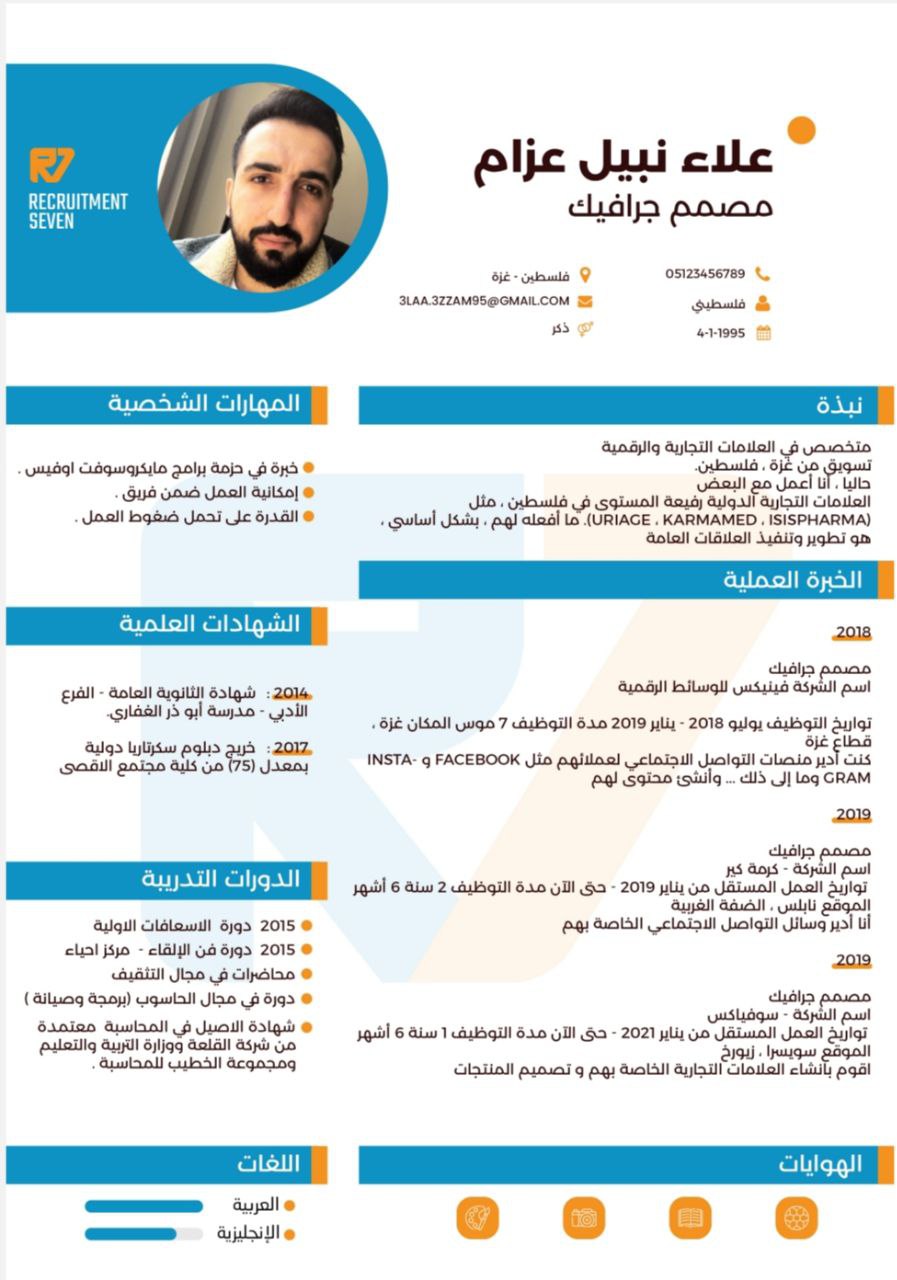 علاء نبيل عزام
مصمم جرافيك
05123456789
فلسطين - غزة
فلسطيني
3LAA.3ZZAM95@GMAIL.COM
4-1-1995
ذكر
RECRUITMENT
SEVEN
نبذة
متخصص في العلامات التجارية والرقمية
تسويق من غزة ، فلسطين.
حاليا ، أنا أعمل مع البعض
العلامات التجارية الدولية رفيعة المستوى في فلسطين ، مثل
(URIAGE ، KARMAMED ، ISISPHARMA). ما أفعله لهم ، بشكل أساسي ،
هو تطوير وتنفيذ العلاقات العامة
الخبرة العملية
2018
مصمم جرافيك
اسم الشركة فينيكس للوسائط الرقمية
تواريخ التوظيف يوليو 2018 - يناير 2019 مدة التوظيف 7 موس المكان غزة ،
قطاع غزة
كنت أدير منصات التواصل الاجتماعي لعملائهم مثل FACEBOOK و INSTA-
GRAM وما إلى ذلك ... وأنشئ محتوى لهم
2019
مصمم جرافيك
اسم الشركة - كرمة كير
تواريخ العمل المستقل من يناير 2019 - حتى الآن مدة التوظيف 2 سنة 6 أشهر
الموقع نابلس ، الضفة الغربية
أنا أدير وسائل التواصل الاجتماعي الخاصة بهم
2019
مصمم جرافيك
اسم الشركة - سوفياكس
تواريخ العمل المستقل من يناير 2021 - حتى الآن مدة التوظيف 1 سنة 6 أشهر
الموقع سويسرا ، زيورخ
اقوم بانشاء العلامات التجارية الخاصة بهم و تصميم المنتجات
الهوايات
المهارات الشخصية
خبرة في حزمة برامج مايكروسوفت اوفيس .
إمكانية العمل ضمن فريق .
القدرة على تحمل ضغوط العمل .
الشهادات العلمية
2014 : شهادة الثانوية العامة - الفرع
الأدبي - مدرسة أبو ذر الغفاري.
2017 : خريج دبلوم سكرتاريا دولية
بمعدل (75) من كلية مجتمع الاقصى
الدورات التدريبة
2015 دورة الاسعافات الاولية
2015 دورة فن الإلقاء - مركز احياء
محاضرات في مجال التثقيف
دورة في مجال الحاسوب (برمجة وصيانة )
شهادة الاصيل في المحاسبة معتمدة
من شركة القلعة ووزارة التربية والتعليم
ومجموعة الخطيب للمحاسبة .
اللغات
العربية
الإنجليزية